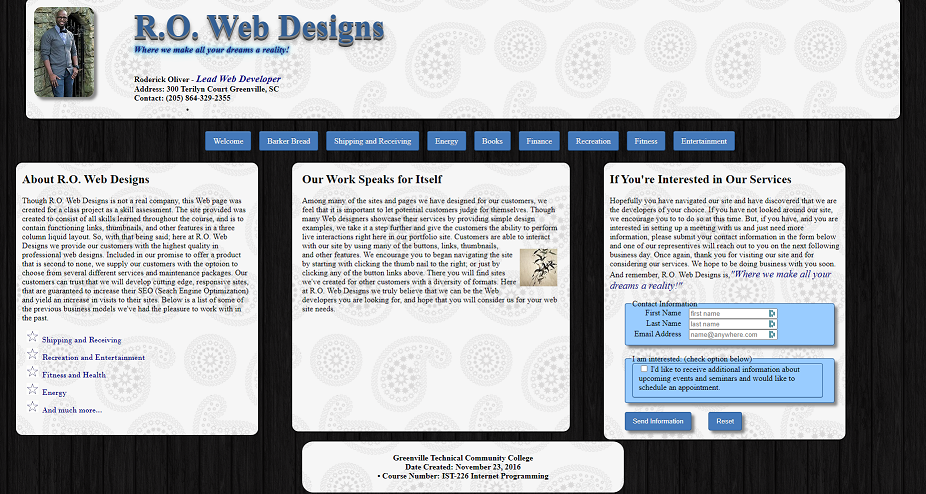 R.O. Web Designs
Where we make all your dreams a reality!
Roderick Oliver - Lead Web Developer
Address: 300 Terilyn Court Greenville, SC
Contact: (205) 864-329-2355
•
Welcome Barker Bread Shipping and Receiving Energy Books Finance Recreation Fitness Entertainment
About R.O. Web Designs
Though R.O. Web Designs is not a real company, this Web page was
created for a class project as a skill assessment. The site provided was
created to consist of all skills learned throughout the course, and is to
contain functioning links, thumbnails, and other features in a three
column liquid layout. So, with that being said; here at R.O. Web
Designs we provide our customers with the highest quality in
professional web designs. Included in our promise to offer a product
that is second to none, we supply our customers with the option to
choose from several different services and maintenance packages. Our
customers can trust that we will develop cutting edge, responsive sites,
that are guaranteed to increase their SEO (Seach Engine Optimization)
and yield an increase in visits to their sites. Below is a list of some of
the previous business models we've had the pleasure to work with in
the past.
Shipping and Receiving
Recreation and Entertainment
Fitness and Health
Energy
And much more...
Our Work Speaks for Itself
Among many of the sites and pages we have designed for our customers, we
feel that it is important to let potential customers judge for themselves. Though
many Web designers showcase their services by providing simple design
examples, we take it a step further and give the customers the ability to perform
live interactions right here in our portfolio site. Customers are able to interact
with our site by using many of the buttons, links, thumbnails,
and other features. We encourage you to began navigating the site
by starting with clicking the thumb nail to the right; or just by
clicking any of the button links above. There you will find sites
we've created for other customers with a diversity of formats. Here
at R.O. Web Designs we truly believe that we can be the Web
developers you are looking for, and hope that you will consider us for your web
site needs.
If You're Interested in Our Services
Hopefully you have navigated our site and have discovered that we are
the developers of your choice. If you have not looked around our site,
we encourage you to to do so at this time. But, if you have, and you are
interested in setting up a meeting with us and just need more
information, please submit your contact information in the form below
and one of our representives will reach out to you on the next following
business day. Once again, thank you for visiting our site and for
considering our services. We hope to be doing business with you soon.
And remember, R.O. Web Designs is,"Where we make all your
dreams a reality!"
Contact Information
First Name first name
Last Name last name
Email Address name@anywhere.com
I am interested: (check option below)
I'd like to receive additional information about
upcoming events and seminars and would like to
schedule an appointment.
Send Information Reset
Greenville Technical Community College
Date Created: November 23, 2016
• Course Number: IST-226 Internet Programming